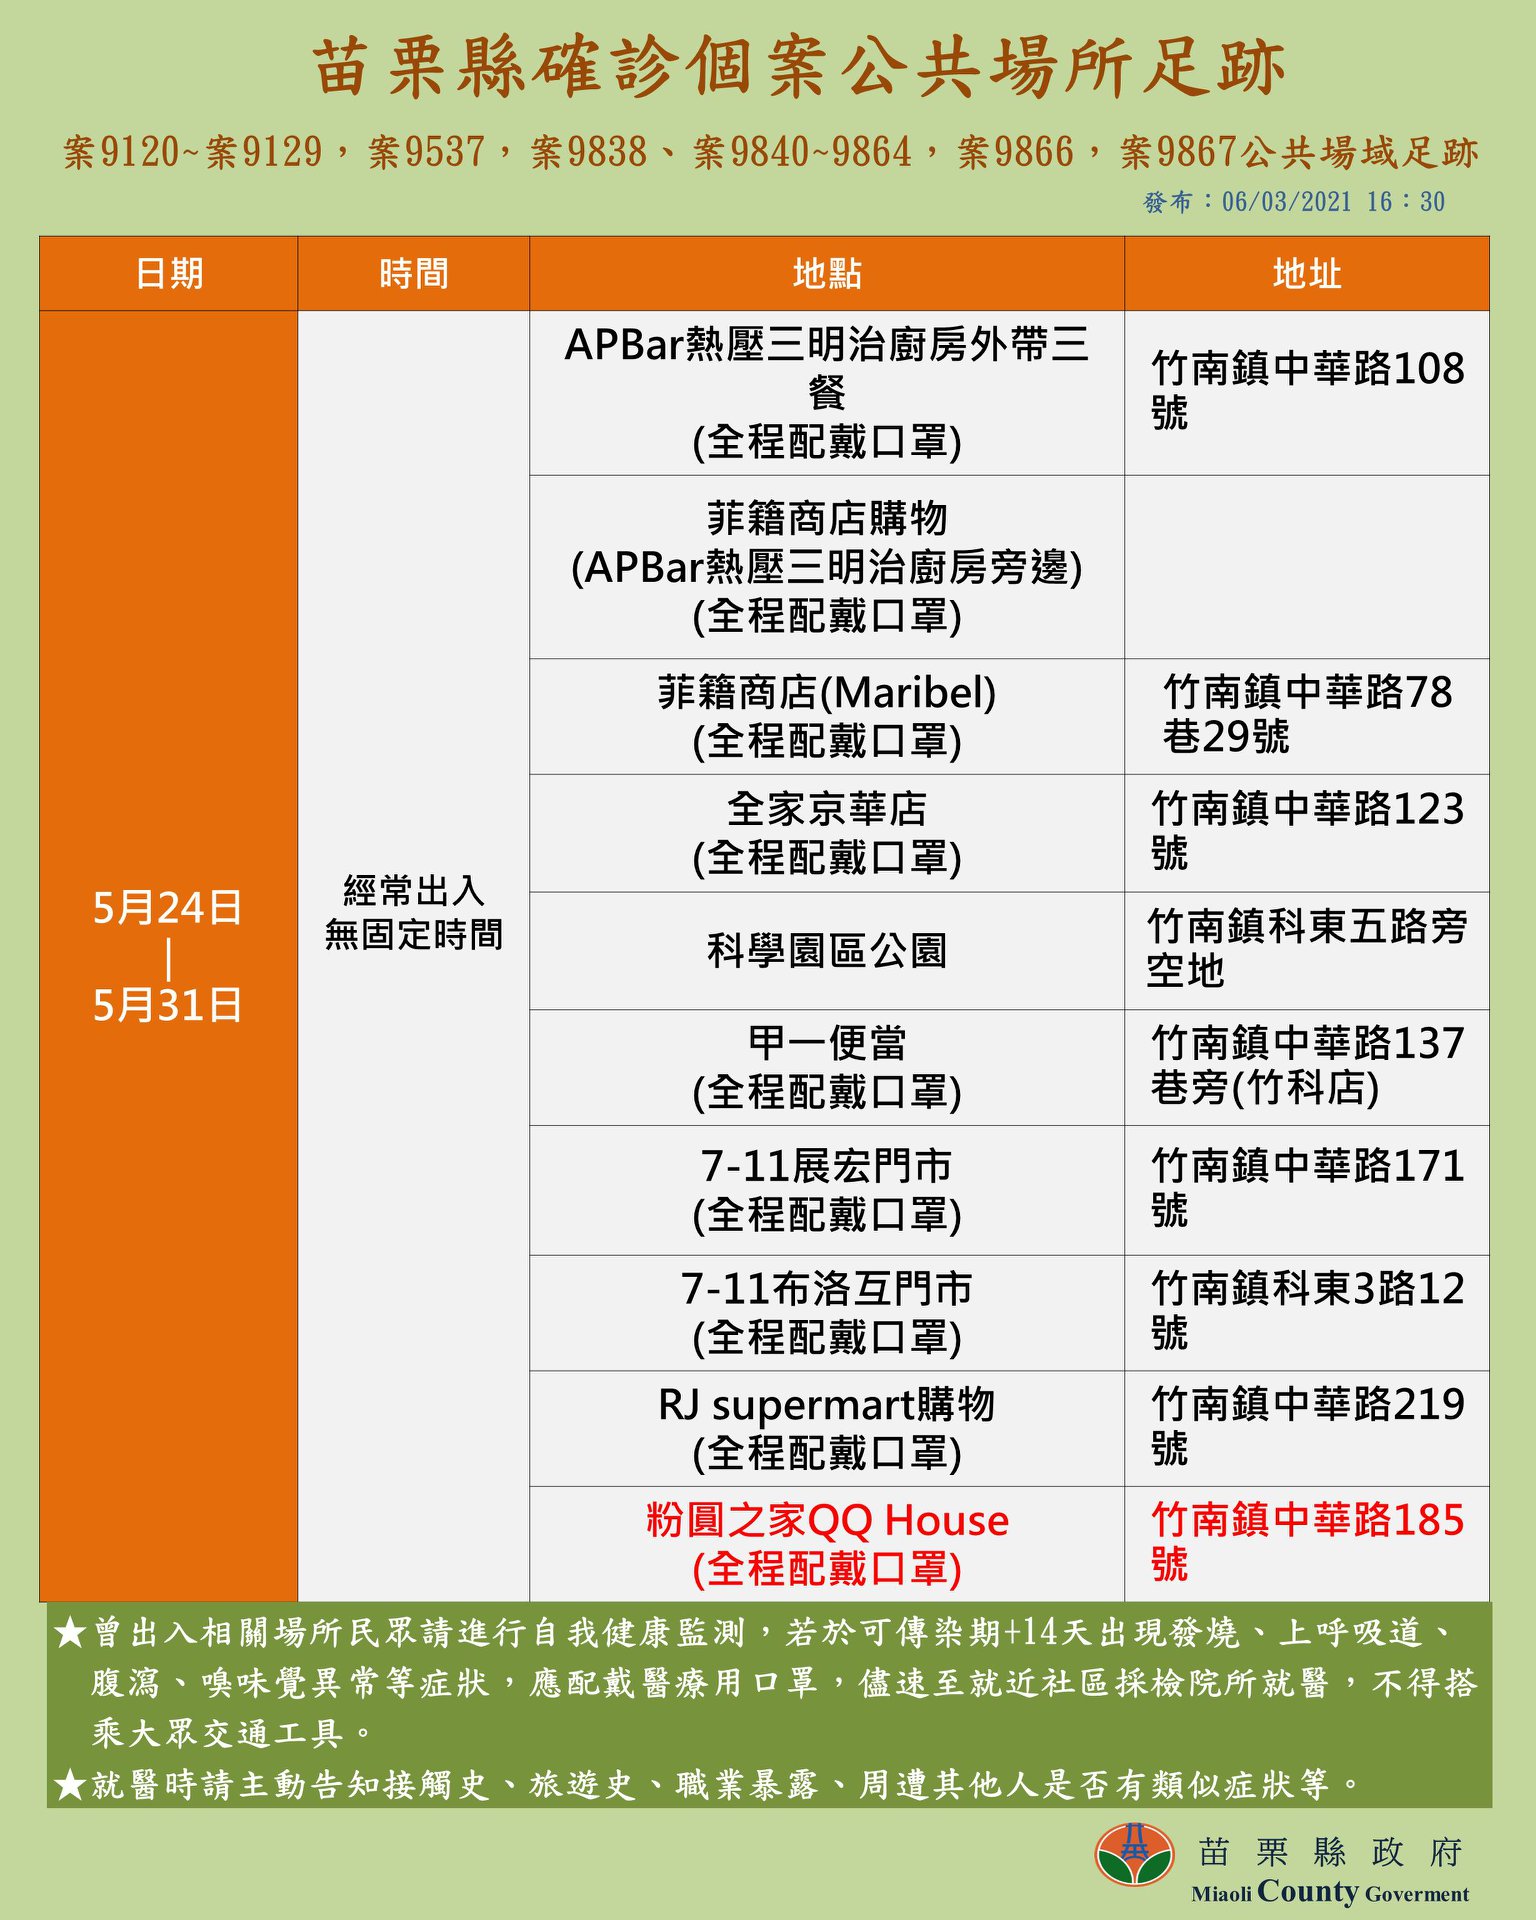 苗栗縣確診個案公共場所足跡
案9120~案9129，案9537，案9838、案9840~9864，案9866，案9867公共場域足跡
發布：06/03/2021 16：30
日期
時間
地點
地址
5月24日
|
5月31日
經常出入
無固定時間
APBar熱壓三明治廚房外帶三
餐
(全程配戴口罩)
竹南鎮中華路108
號
菲籍商店購物
(APBar熱壓三明治廚房旁邊)
(全程配戴口罩)
菲籍商店(Maribel)
(全程配戴口罩)
竹南鎮中華路78
巷29號
全家京華店
(全程配戴口罩)
竹南鎮中華路123
號
科學園區公園
竹南鎮科東五路旁
空地
甲一便當
(全程配戴口罩)
竹南鎮中華路137
巷旁(竹科店)
7-11展宏門市
(全程配戴口罩)
竹南鎮中華路171
號
7-11布洛互門市
(全程配戴口罩)
竹南鎮科東3路12
號
RJ supermart購物
(全程配戴口罩)
竹南鎮中華路219
號
粉圓之家QQ House
(全程配戴口罩)
竹南鎮中華路185
號
★曾出入相關場所民眾請進行自我健康監測，若於可傳染期+14天出現發燒、上呼吸道、
腹瀉、嗅味覺異常等症狀，應配戴醫療用口罩，儘速至就近社區採檢院所就醫，不得搭
乘大眾交通工具。
★就醫時請主動告知接觸史、旅遊史、職業暴露、周遭其他人是否有類似症狀等。
苗栗縣政府
Miaoli County Goverment